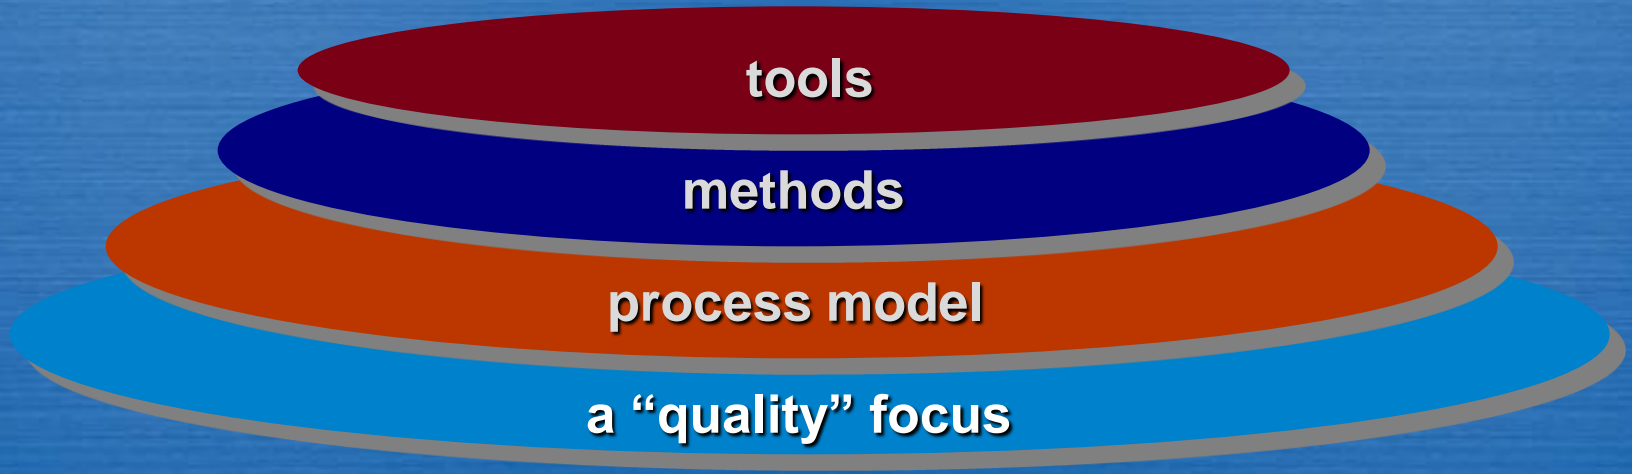 tools
methods
process model
a “quality” focus